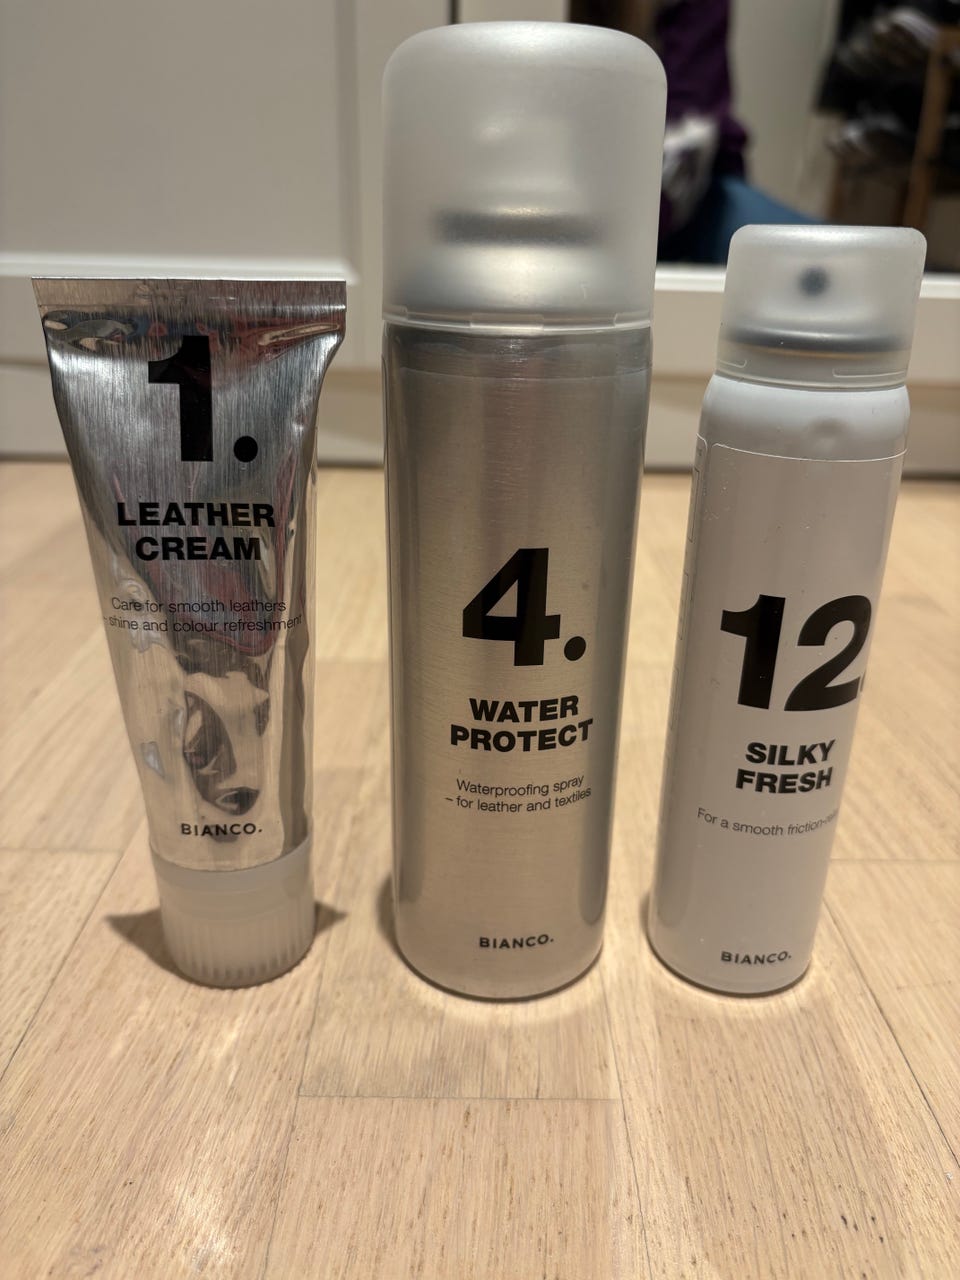 1.
LEATHER
CREAM
Care for smooth leathers
- shine and colour refreshment
BIANCO.
4.
WATER
PROTECT
Waterproofing spray
– for leather and textiles
BIANCO.
12.
SILKY
FRESH
For a smooth
BIANCO.